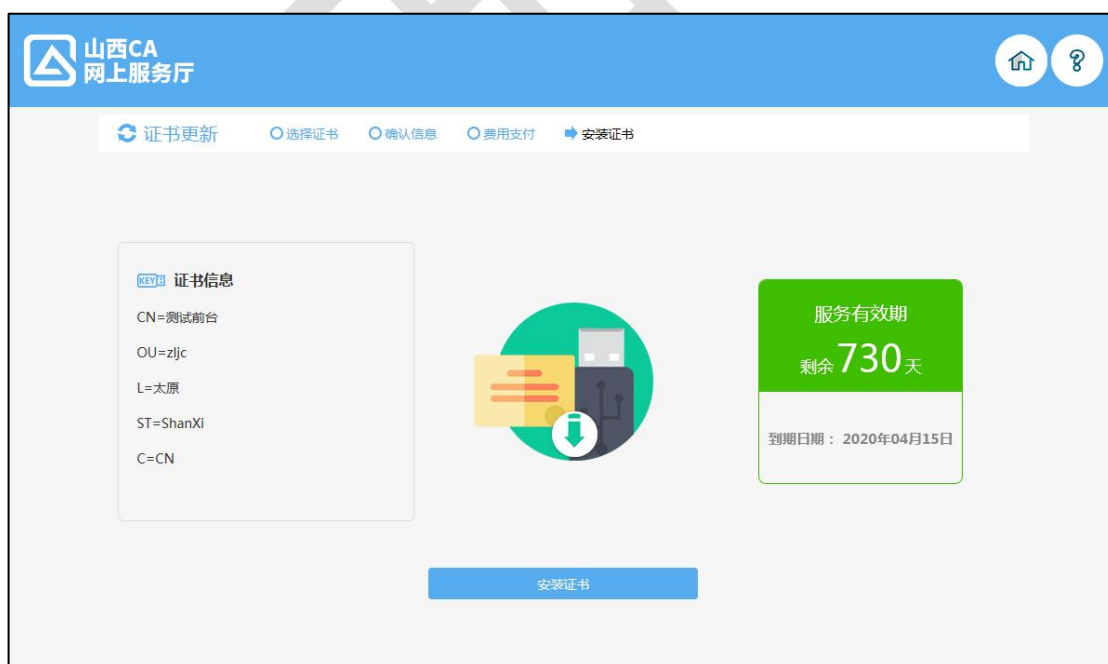 山西CA
网上服务厅
证书更新 选择证书 确认信息 费用支付 安装证书
KEY 证书信息
CN=测试前台
OU=zljc
L=太原
ST=ShanXi
C=CN
服务有效期
剩余730天
到期日期： 2020年04月15日
安装证书